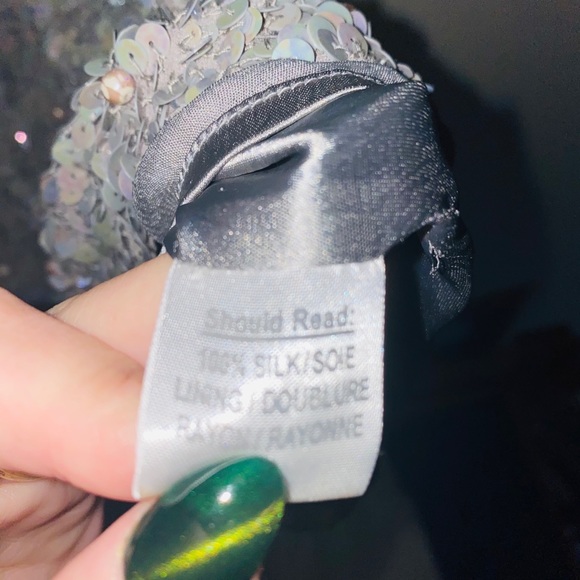 Should Read:
100% SILK/SOIE
LINING / DOUBLURE
RAYON / RAYONNE